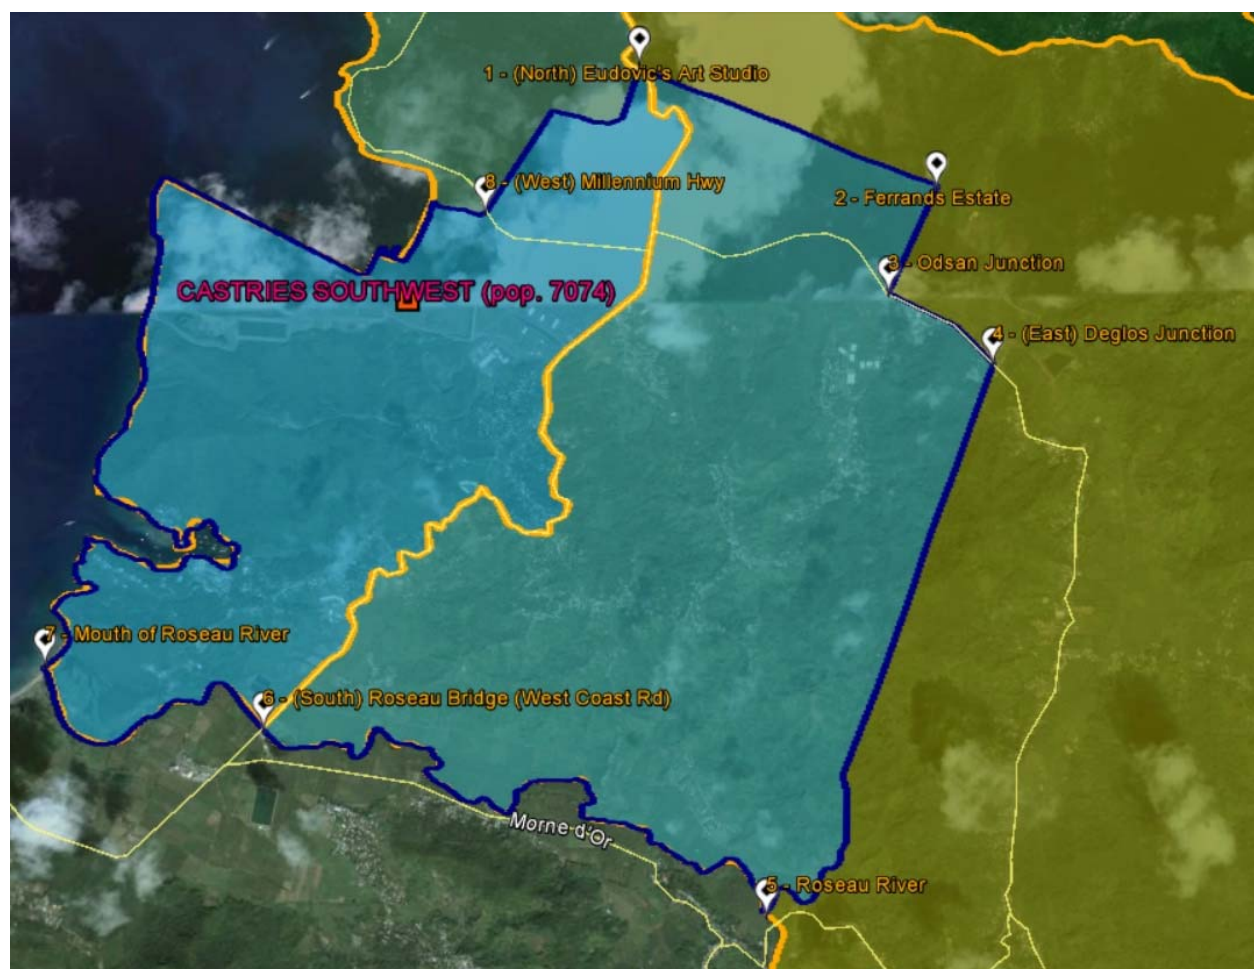 1 - (North) Eudovic's Art Studio
8 - (West) Millennium Hwy
2 - Ferrands Estate
3 - Odsan Junction
CASTRIES SOUTHWEST (pop. 7074)
4 - (East) Deglos Junction
7 - Mouth of Roseau River
6 - (South) Roseau Bridge (West Coast Rd)
Morne d'Or
5 - Roseau River